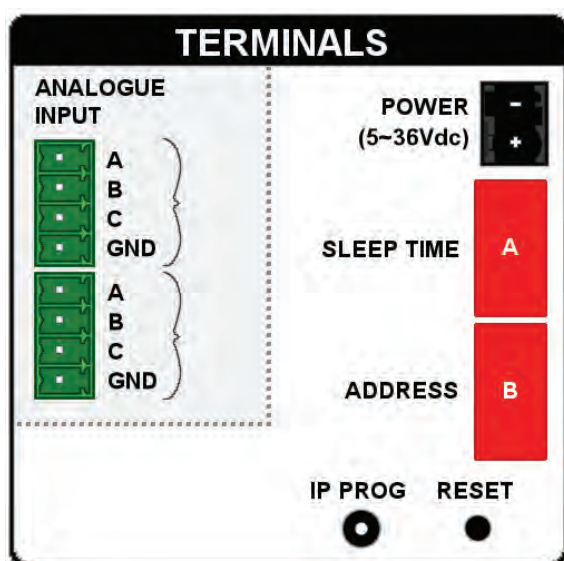 TERMINALS
ANALOGUE
INPUT
A
B
C
GND
A
B
C
GND
POWER
(5~36Vdc)
-
+
SLEEP TIME
A
ADDRESS
B
IP PROG
RESET